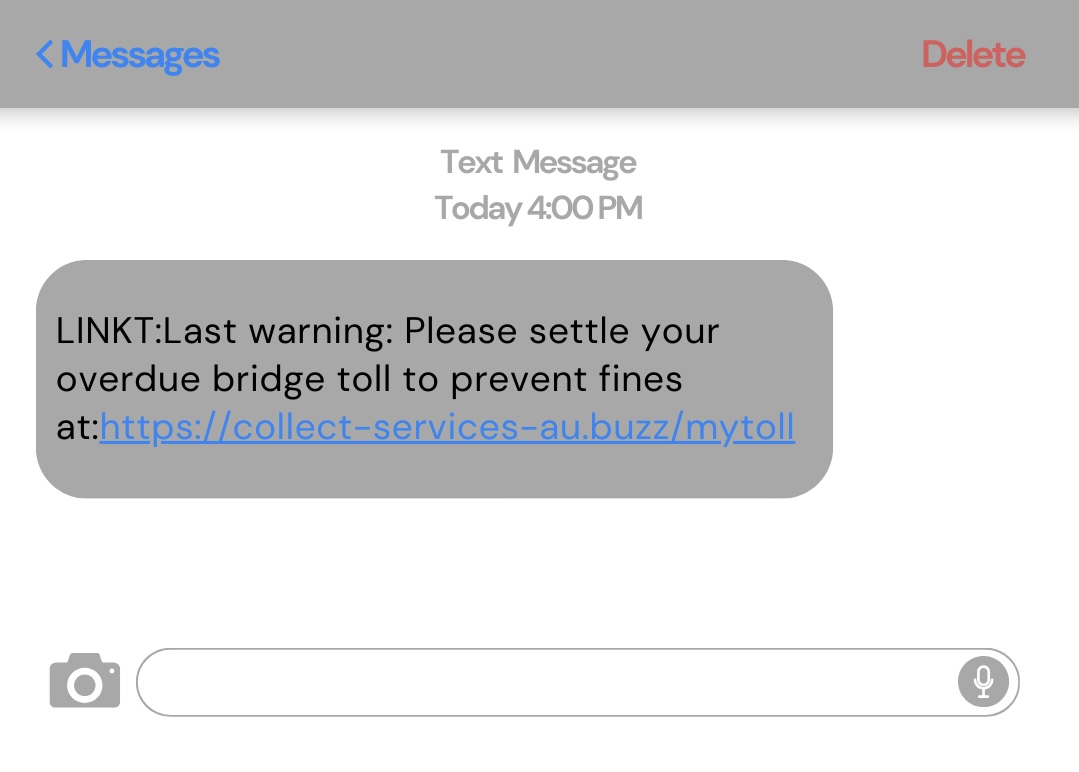 Messages
Delete
Text Message
Today 4:00 PM
LINKT:Last warning: Please settle your
overdue bridge toll to prevent fines
at:https://collect-services-au.buzz/mytoll